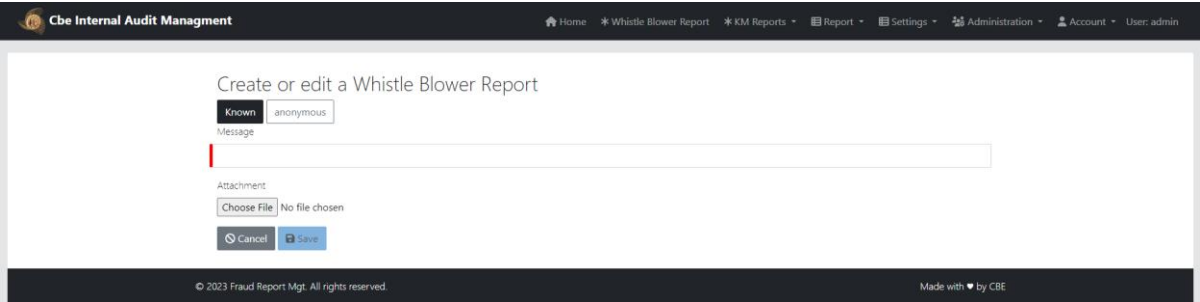 Cbe Internal Audit Managment
Home Whistle Blower Report KM Reports Report Settings Administration Account User: admin
Create or edit a Whistle Blower Report
Known anonymous
Message
Attachment
Choose File No file chosen
Cancel Save
© 2023 Fraud Report Mgt. All rights reserved. Made with ♥ by CBE